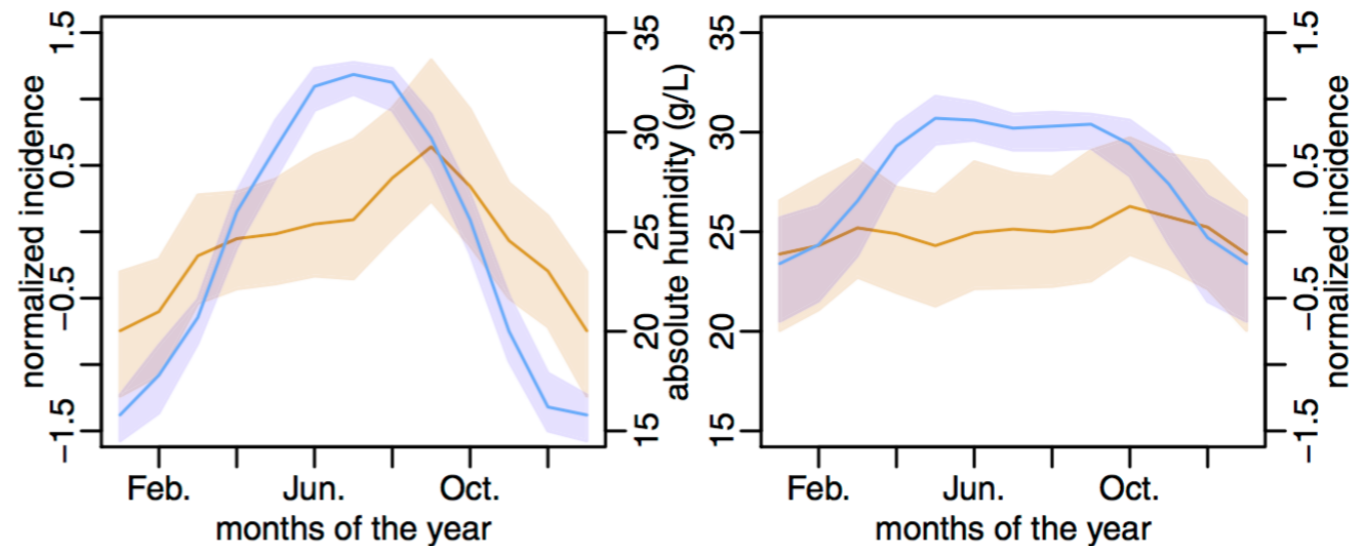 normalized incidence
1.5
0.5
−0.5
−1.5
Feb.
Jun.
Oct.
months of the year
35
30
25
20
15
absolute humidity (g/L)
35
30
25
20
15
Feb.
Jun.
Oct.
months of the year
1.5
0.5
−0.5
−1.5
normalized incidence